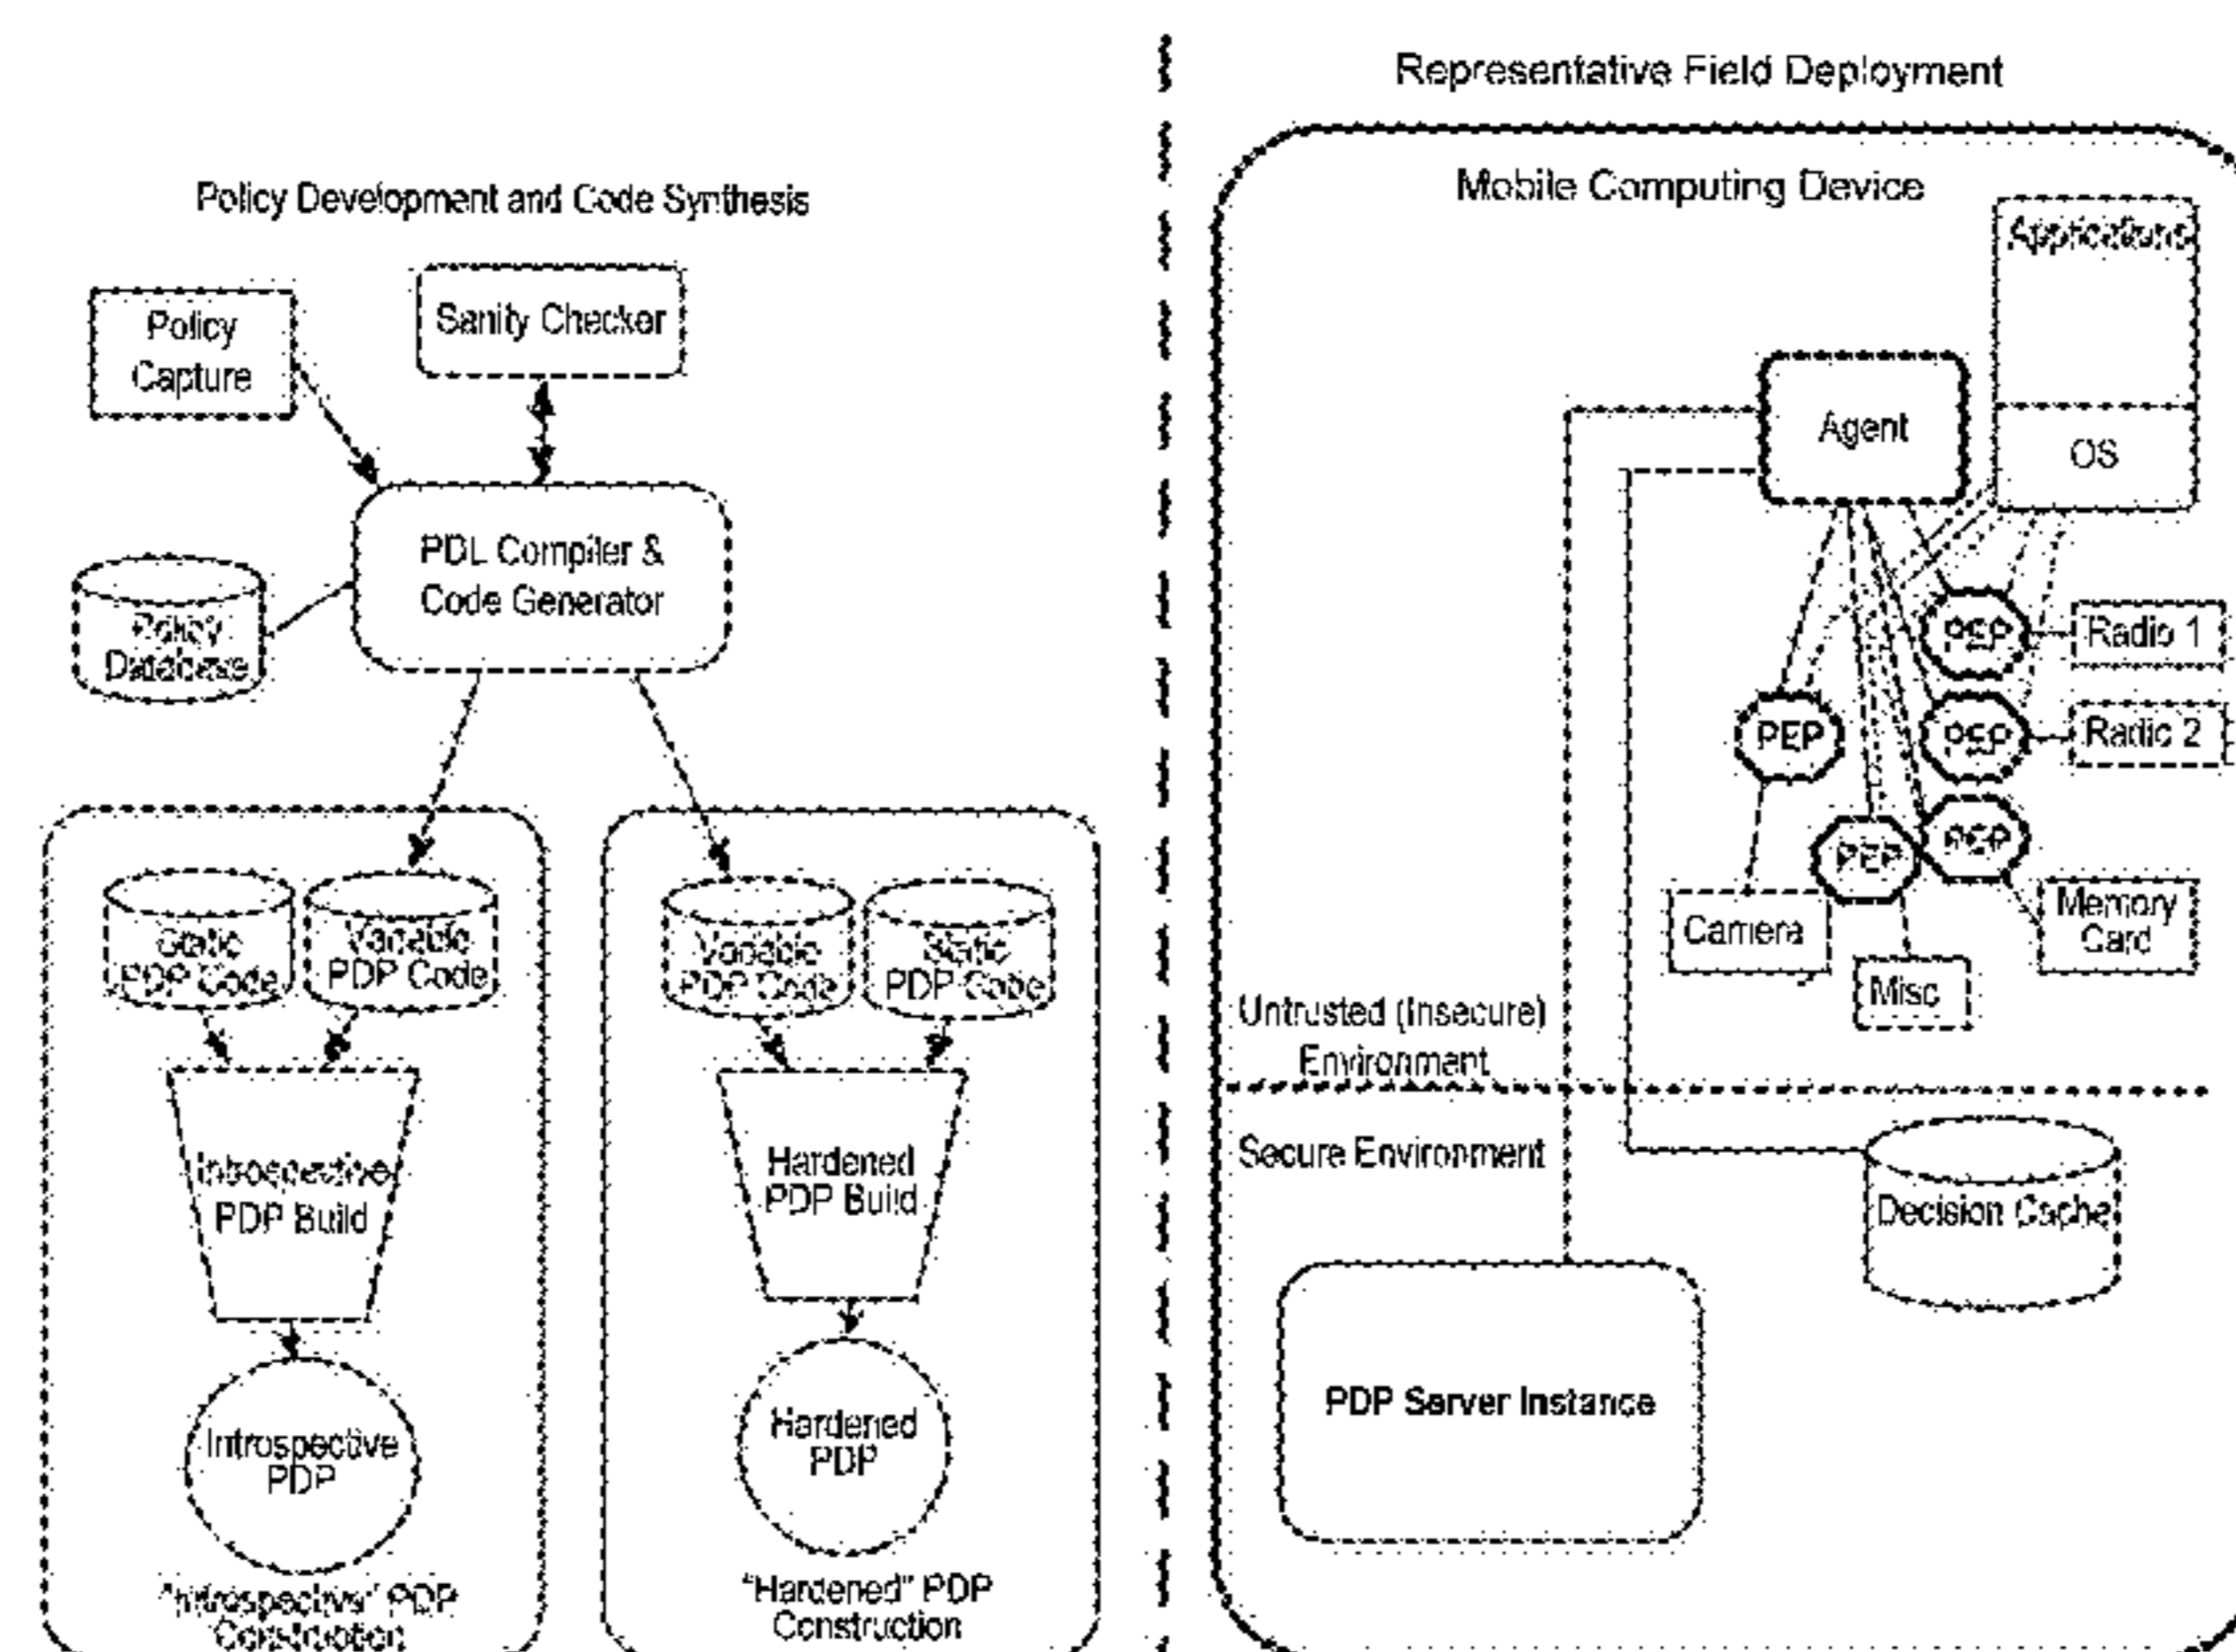 Policy Development and Code Synthesis
Policy
Capture
Sanity Checker
PDL Compiler &
Code Generator
Policy
Database
Static
PDP Code
Variable
PDP Code
Variable
PDP Code
Static
PDP Code
Introspective
PDP Build
Hardened
PDP Build
Introspective
PDP
Hardened
PDP
"Introspective" PDP
Construction
"Hardened" PDP
Construction
Representative Field Deployment
Mobile Computing Device
Applications
OS
Agent
PEP
Radio 1
PEP
Radio 2
PEP
PEP
PEP
Camera
Misc
Memory
Card
Untrusted (Insecure)
Environment
Secure Environment
Decision Cache
PDP Server Instance